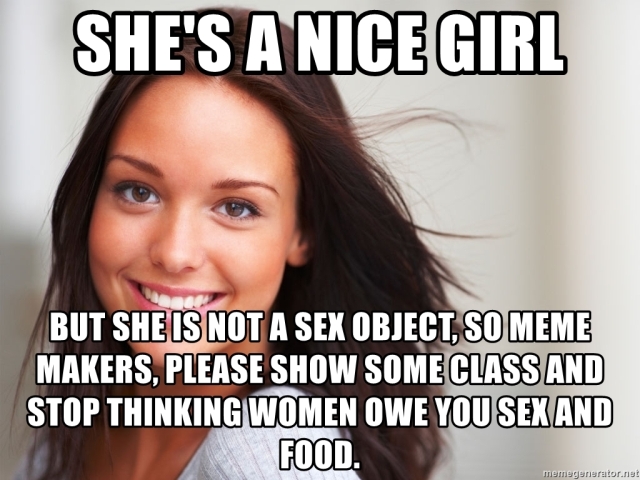 SHE'S A NICE GIRL
BUT SHE IS NOT A SEX OBJECT, SO MEME
MAKERS, PLEASE SHOW SOME CLASS AND
STOP THINKING WOMEN OWE YOU SEX AND
FOOD.
memegenerator.net